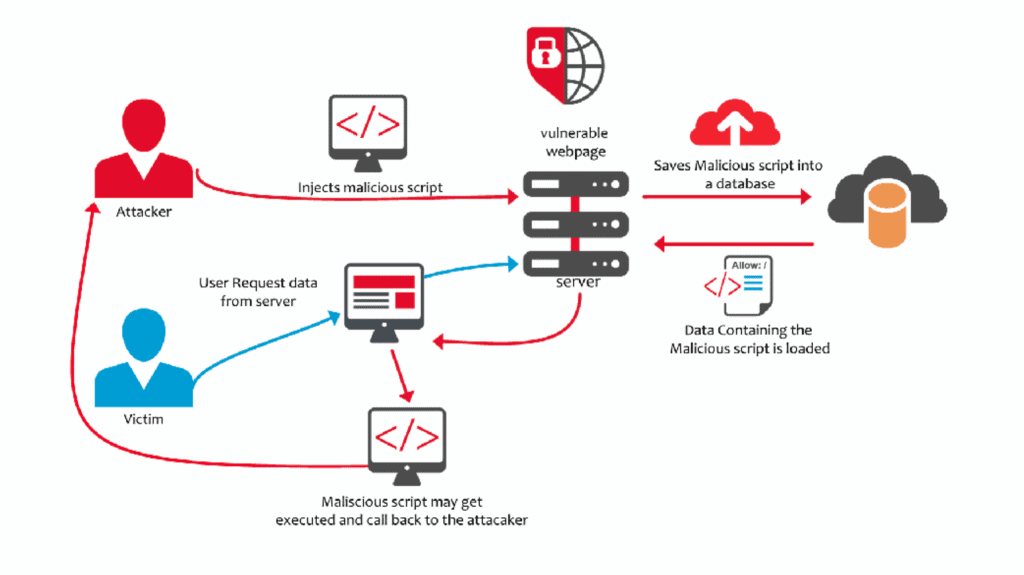 vulnerable
webpage
Saves Malicious script into
a database
Injects malicious script
Attacker
User Request data
from server
server
Allow: /
Data Containing the
Malicious script is loaded
Victim
Maliscious script may get
executed and call back to the attacaker